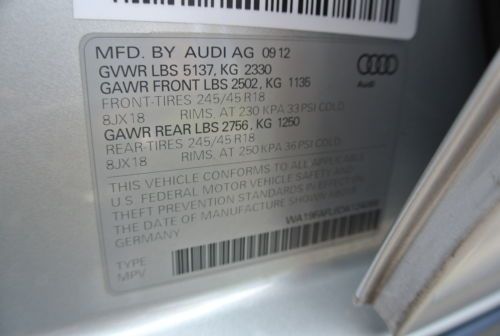 MFD. BY AUDI AG 09 12
GVWR LBS 5137, KG 2330
GAWR FRONT LBS 2502, KG 1135
FRONT-TIRES 245/45 R18
8JX18 RIMS, AT 230 KPA 33 PSI COLD
GAWR REAR LBS 2756, KG 1250
REAR-TIRES 245/45 R18
8JX18 RIMS, AT 250 KPA 36 PSI COLD
Audi
THIS VEHICLE CONFORMS TO ALL APPLICABLE
U.S. FEDERAL MOTOR VEHICLE SAFETY AND
THEFT PREVENTION STANDARDS IN EFFECT ON
THE DATE OF MANUFACTURE SHOWN ABOVE
GERMANY
TYPE
MPV